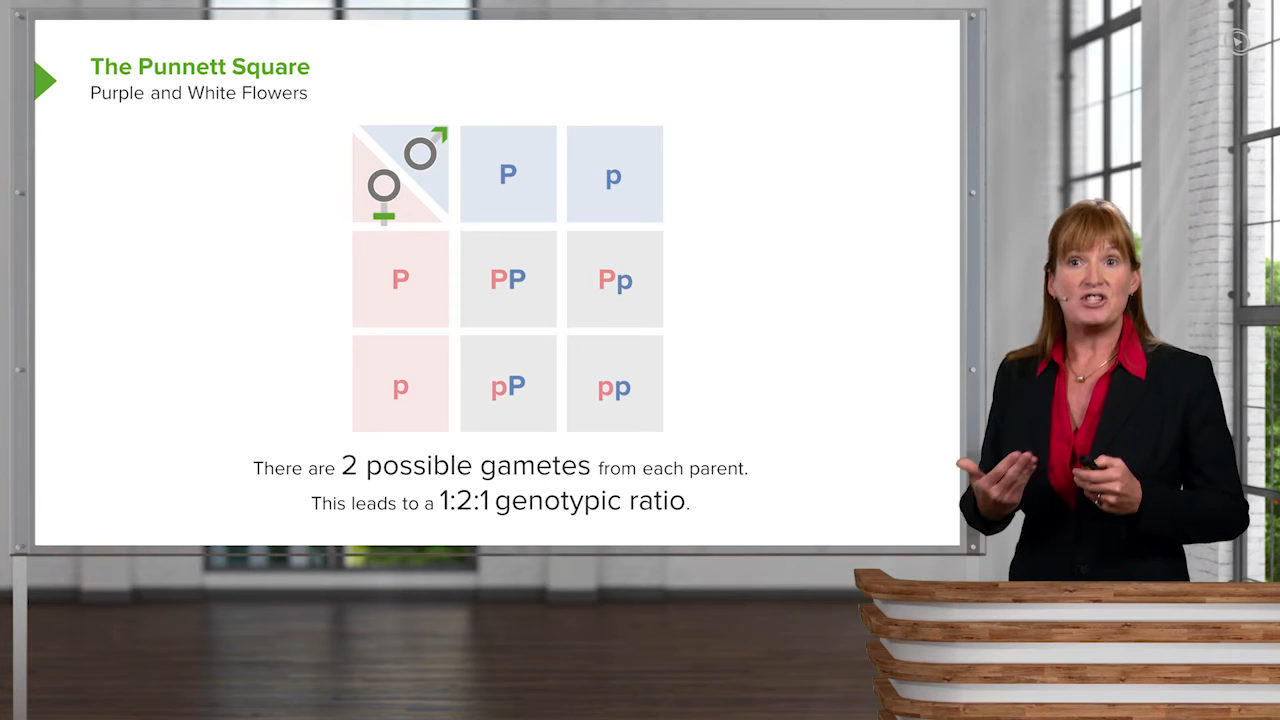 The Punnett Square
Purple and White Flowers
P p
P PP Pp
p pP pp
There are 2 possible gametes from each parent.
This leads to a 1:2:1 genotypic ratio.